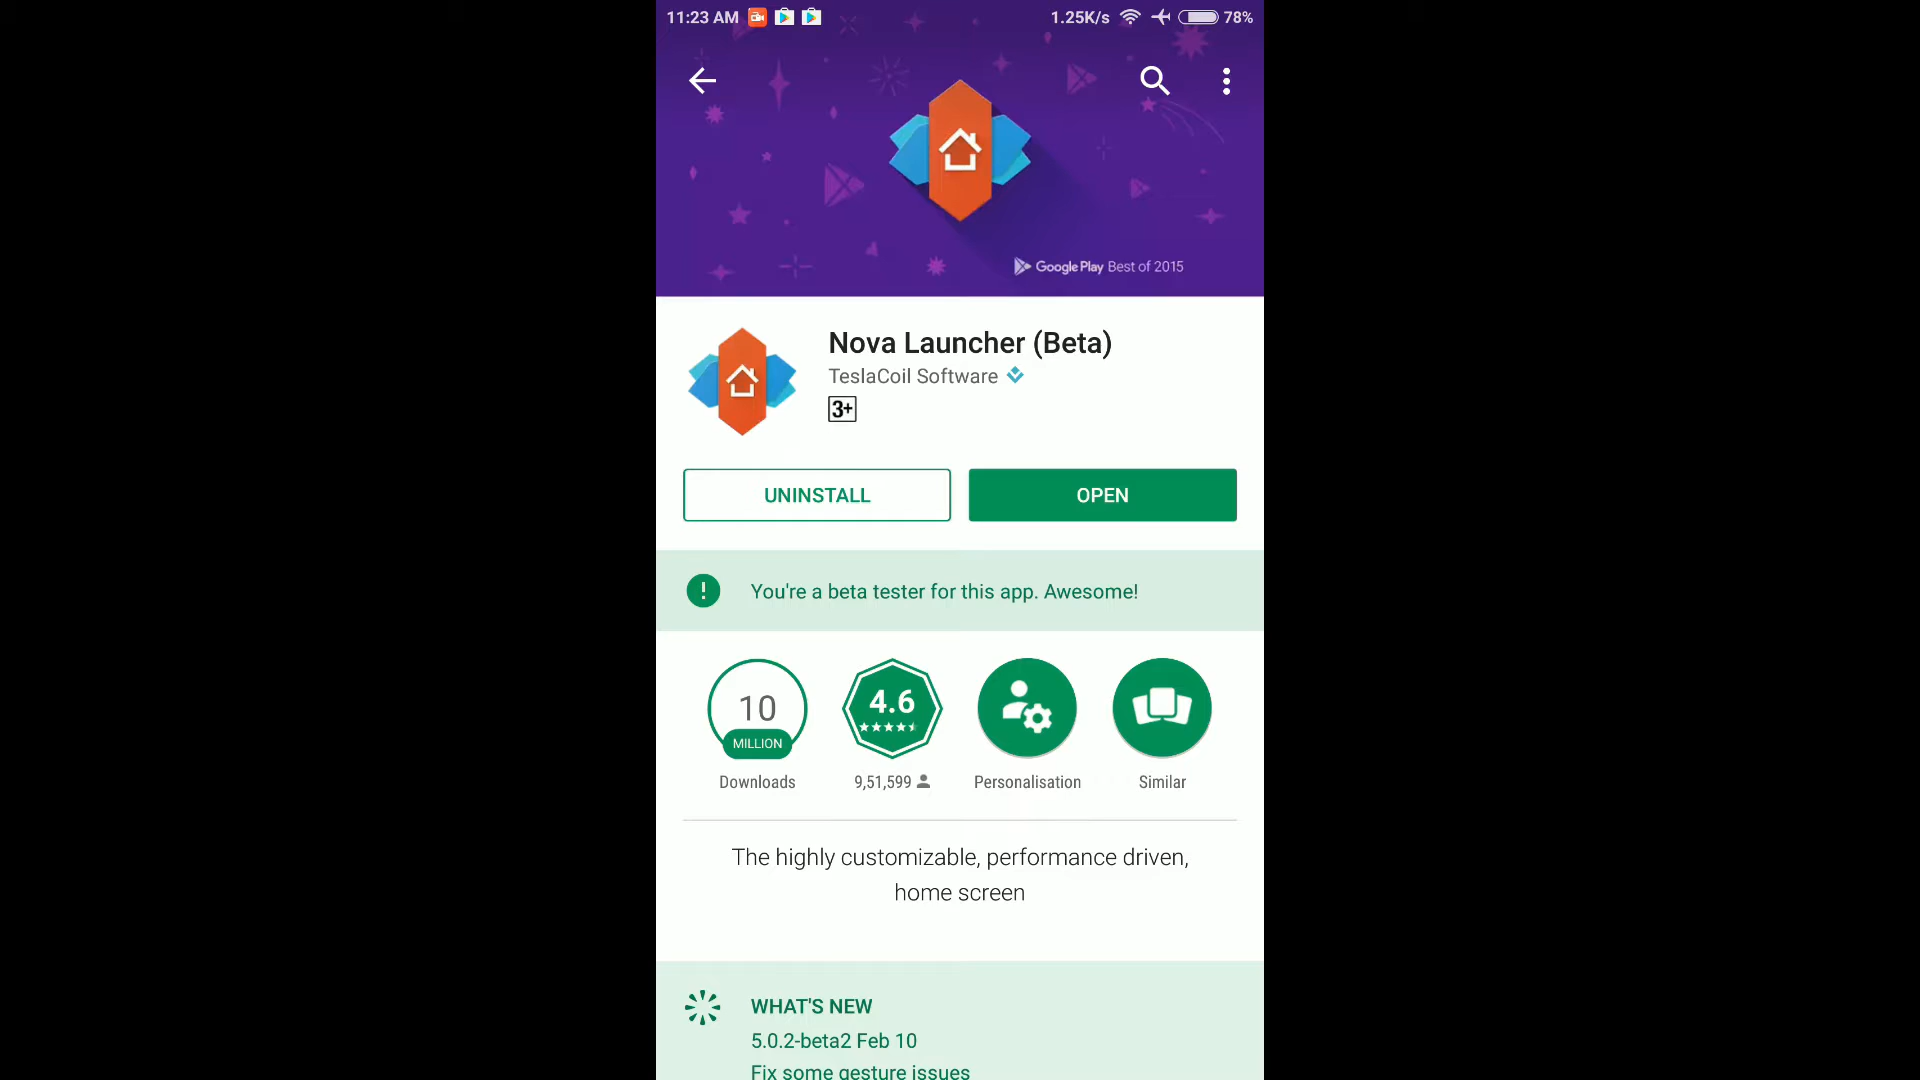 11:23 AM
1.25K/s
78%
Google Play Best of 2015
Nova Launcher (Beta)
TeslaCoil Software
3+
UNINSTALL
OPEN
!
You're a beta tester for this app. Awesome!
10
MILLION
Downloads
4.6
9,51,599
Personalisation
Similar
The highly customizable, performance driven,
home screen
WHAT'S NEW
5.0.2-beta2 Feb 10
Fix some gesture issues